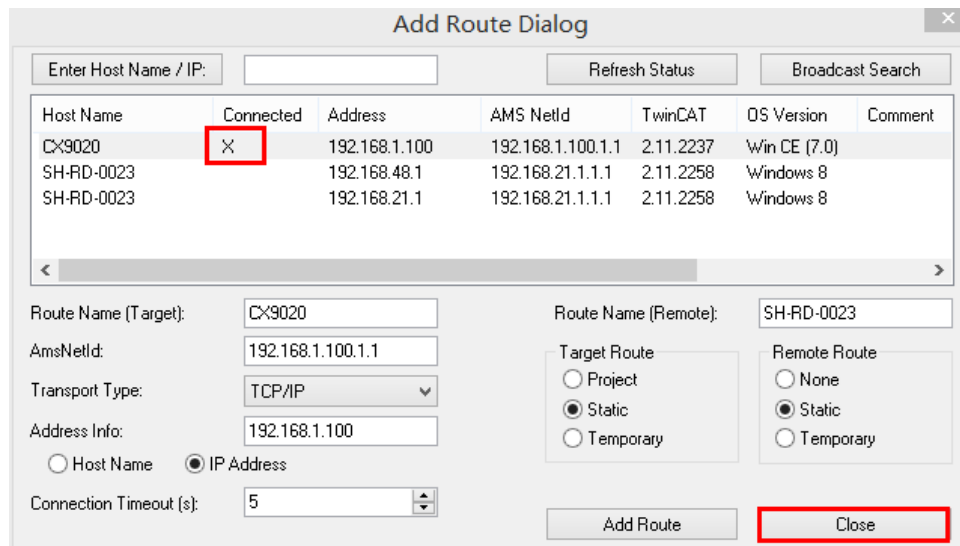 Add Route Dialog
Enter Host Name / IP: Refresh Status Broadcast Search
Host Name Connected Address AMS NetId TwinCAT OS Version Comment
CX9020 X 192.168.1.100 192.168.1.100.1.1 2.11.2237 Win CE (7.0)
SH-RD-0023 192.168.48.1 192.168.21.1.1.1 2.11.2258 Windows 8
SH-RD-0023 192.168.21.1 192.168.21.1.1.1 2.11.2258 Windows 8
Route Name (Target): CX9020 Route Name (Remote): SH-RD-0023
AmsNetId: 192.168.1.100.1.1 Target Route Remote Route
Project None
Transport Type: TCP/IP
Static Static
Address Info: 192.168.1.100 Temporary Temporary
Host Name IP Address
Connection Timeout (s): 5
Add Route Close